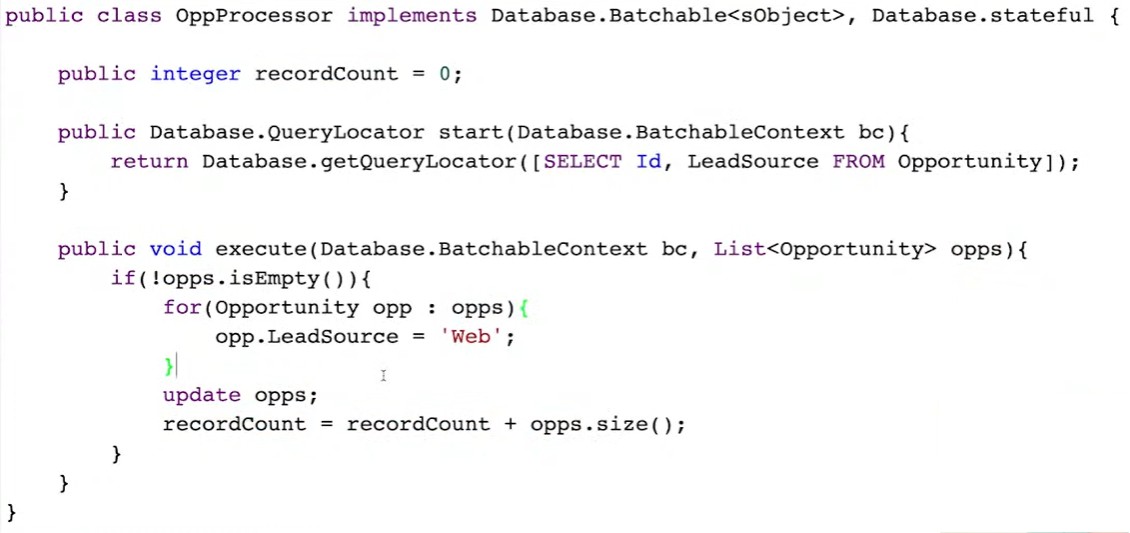 public class OppProcessor implements Database.Batchable<sObject>, Database.stateful {
public integer recordCount = 0;
public Database.QueryLocator start(Database.BatchableContext bc){
return Database.getQueryLocator([SELECT Id, LeadSource FROM Opportunity]);
}
public void execute(Database.BatchableContext bc, List<Opportunity> opps){
if(!opps.isEmpty()){
for(Opportunity opp : opps){
opp.LeadSource = 'Web';
}
update opps;
recordCount = recordCount + opps.size();
}
}
}